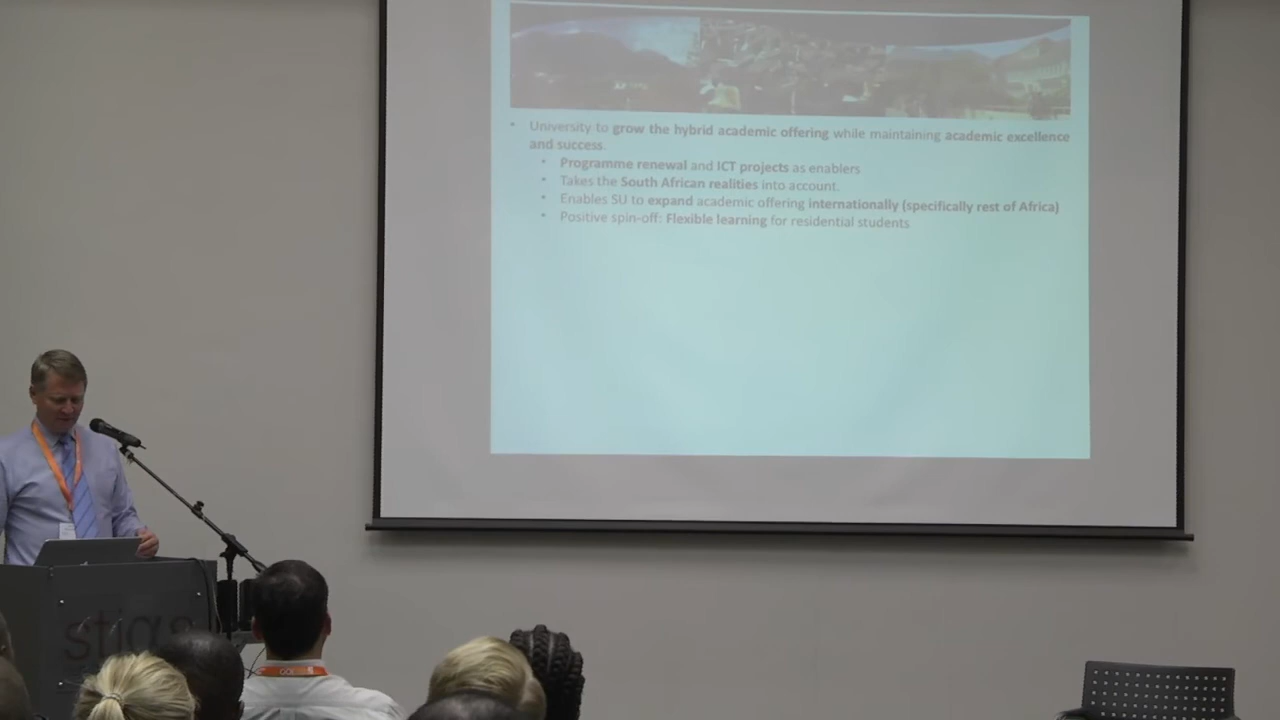 • University to grow the hybrid academic offering while maintaining academic excellence
and success.
• Programme renewal and ICT projects as enablers
• Takes the South African realities into account.
• Enables SU to expand academic offering internationally (specifically rest of Africa)
• Positive spin-off: Flexible learning for residential students
stias